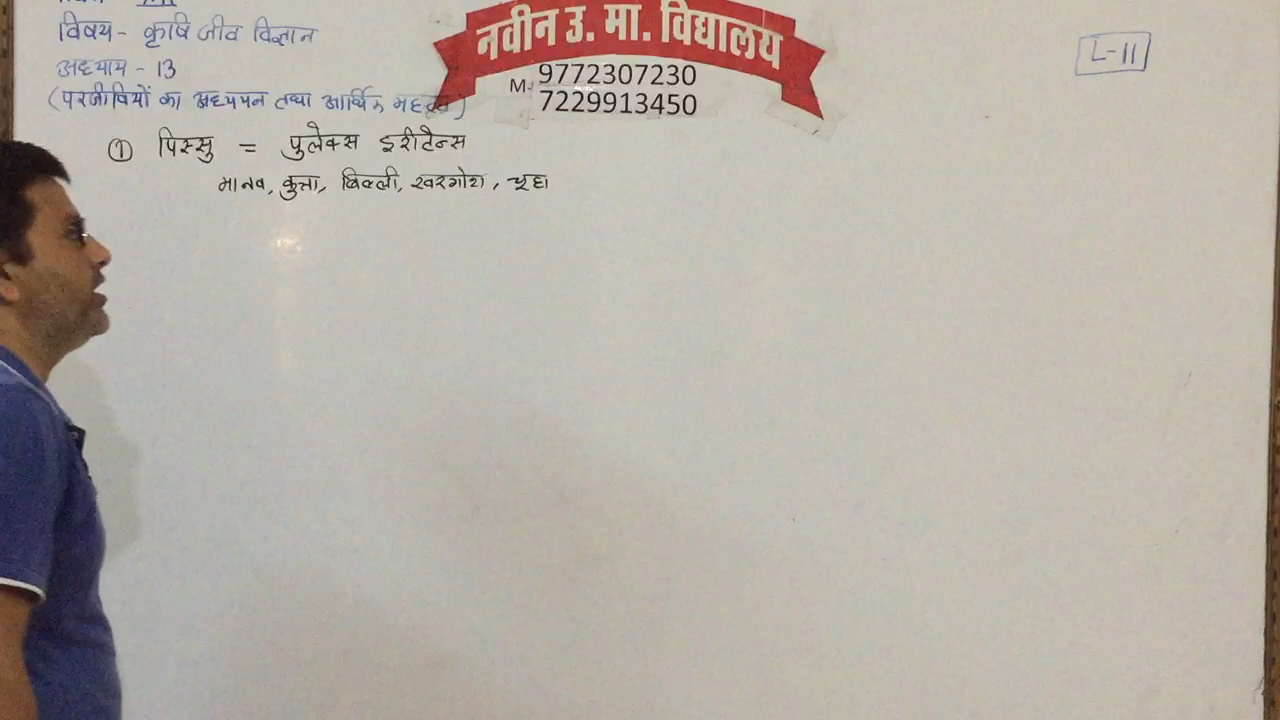 विषय - कृषि जीव विज्ञान
अध्याय - 13
(परजीवियों का अध्ययन तथा आर्थिक महत्व)
नवीन उ. मा. विद्यालय
M- 9772307230
7229913450
L-11
① पिस्सु = पुलेक्स इरीटेन्स
मानव, कुत्ता, बिल्ली, खरगोश, चूहा